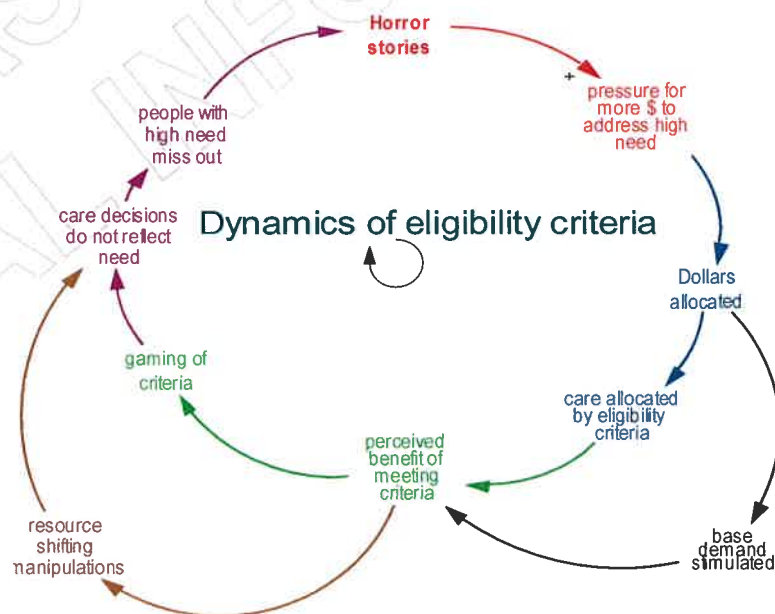 Horror
stories
+
pressure for
more $ to
address high
need
people with
high need
miss out
care decisions
do not reflect
need
Dynamics of eligibility criteria
Dollars
allocated
gaming of
criteria
care allocated
by eligibility
criteria
perceived
benefit of
meeting
criteria
resource
shifting
manipulations
base
demand
stimulated